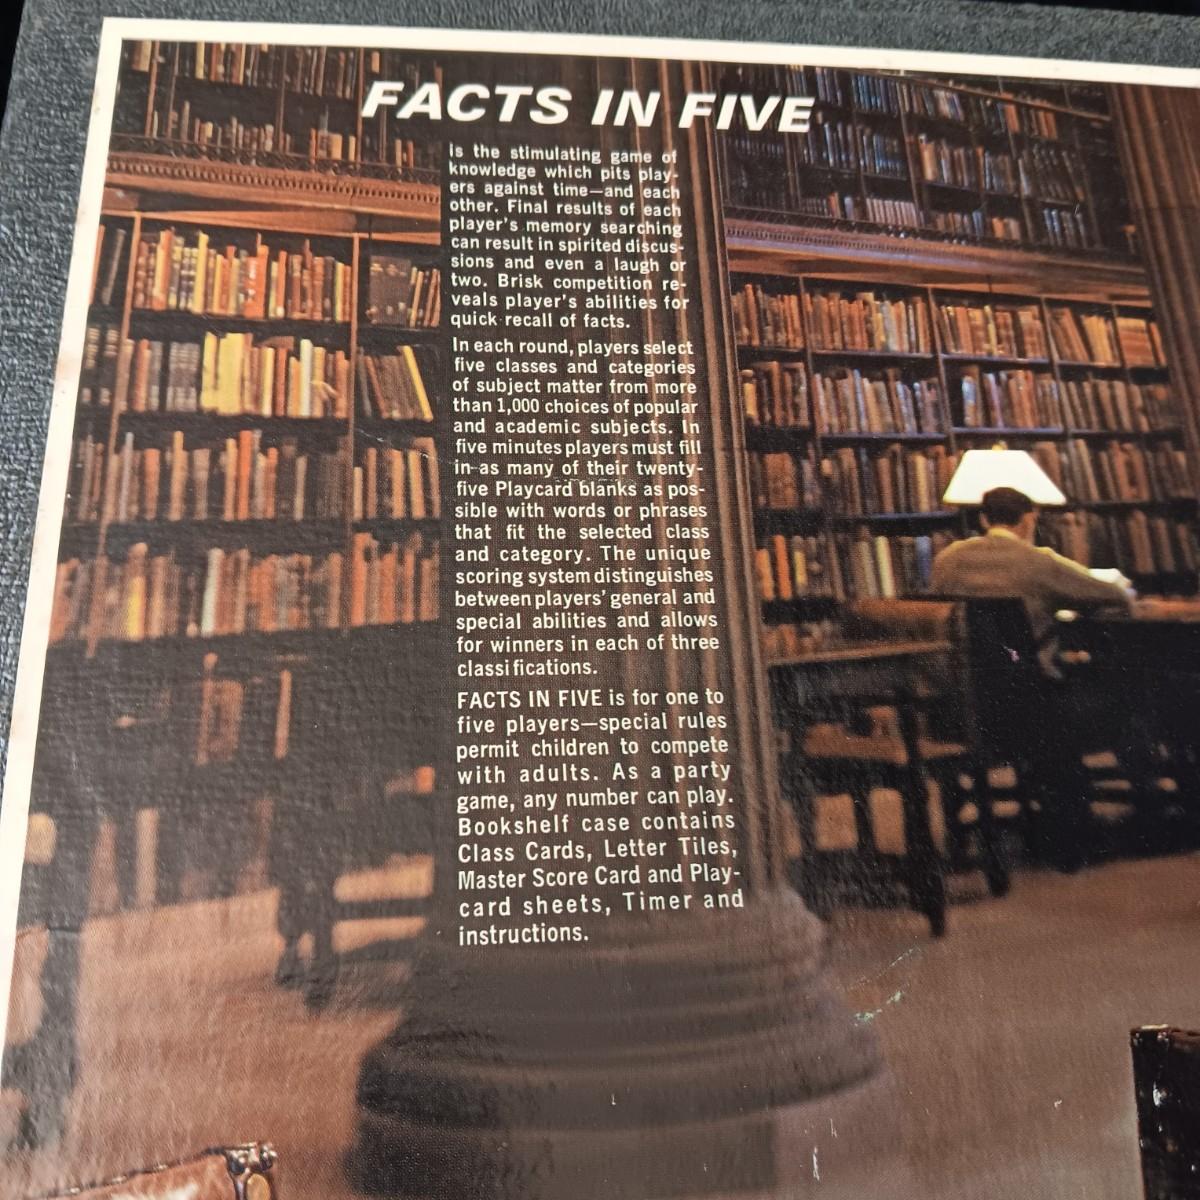 FACTS IN FIVE
is the stimulating game of
knowledge which pits play-
ers against time—and each
other. Final results of each
player's memory searching
can result in spirited discus-
sions and even a laugh or
two. Brisk competition re-
veals player's abilities for
quick recall of facts.
In each round, players select
five classes and categories
of subject matter from more
than 1,000 choices of popular
and academic subjects. In
five minutes players must fill
in as many of their twenty-
five Playcard blanks as pos-
sible with words or phrases
that fit the selected class
and category. The unique
scoring system distinguishes
between players' general and
special abilities and allows
for winners in each of three
classifications.
FACTS IN FIVE is for one to
five players—special rules
permit children to compete
with adults. As a party
game, any number can play.
Bookshelf case contains
Class Cards, Letter Tiles,
Master Score Card and Play-
card sheets, Timer and
instructions.